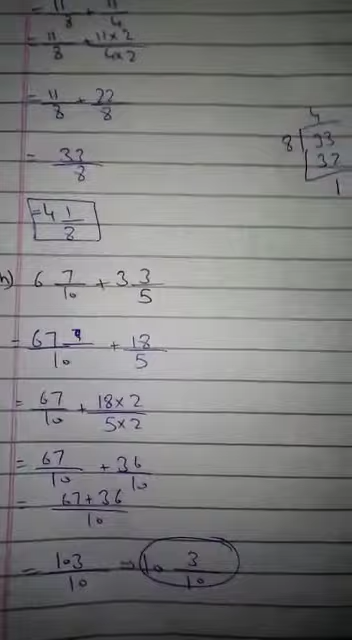 = 11/8 + 11/4
= 11/8 + 11×2/4×2
= 11/8 + 22/8
= 33/8
4
8 33
32
1
= 4 1/8
h) 6 7/10 + 3 3/5
= 67/10 + 18/5
= 67/10 + 18×2/5×2
= 67/10 + 36/10
= 67+36/10
= 103/10 = 10 3/10